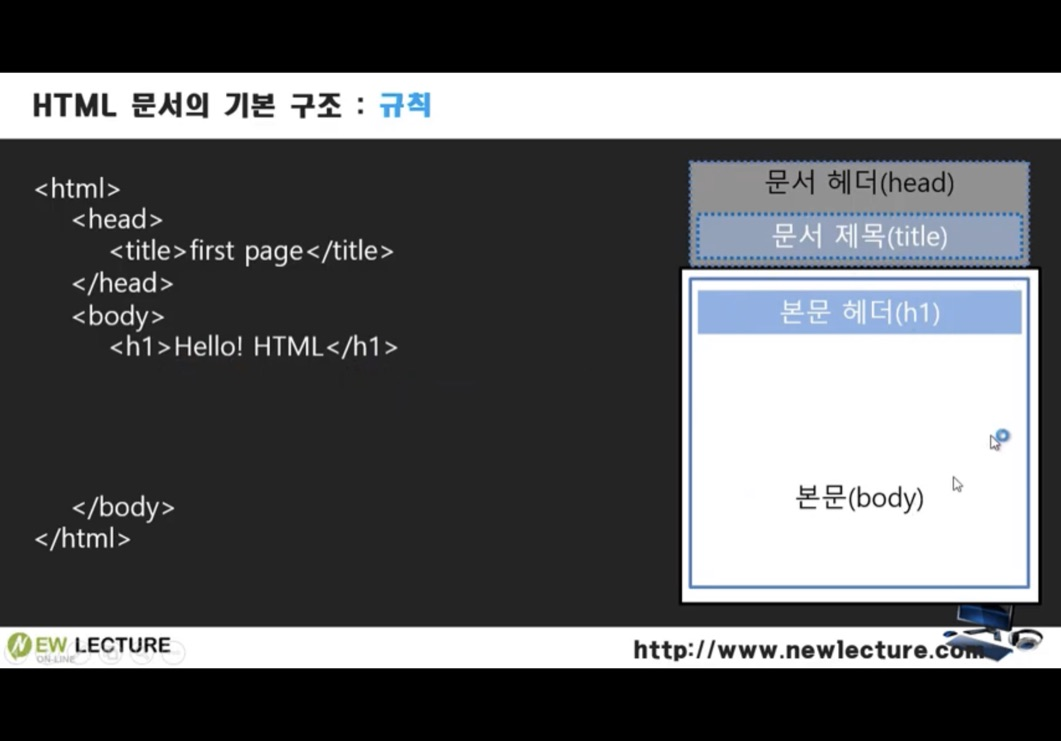 HTML 문서의 기본 구조 : 규칙
<html>
<head>
<title>first page</title>
</head>
<body>
<h1>Hello! HTML</h1>
</body>
</html>
문서 헤더(head)
문서 제목(title)
본문 헤더(h1)
본문(body)
NEW LECTURE
ON-LINE
http://www.newlecture.com